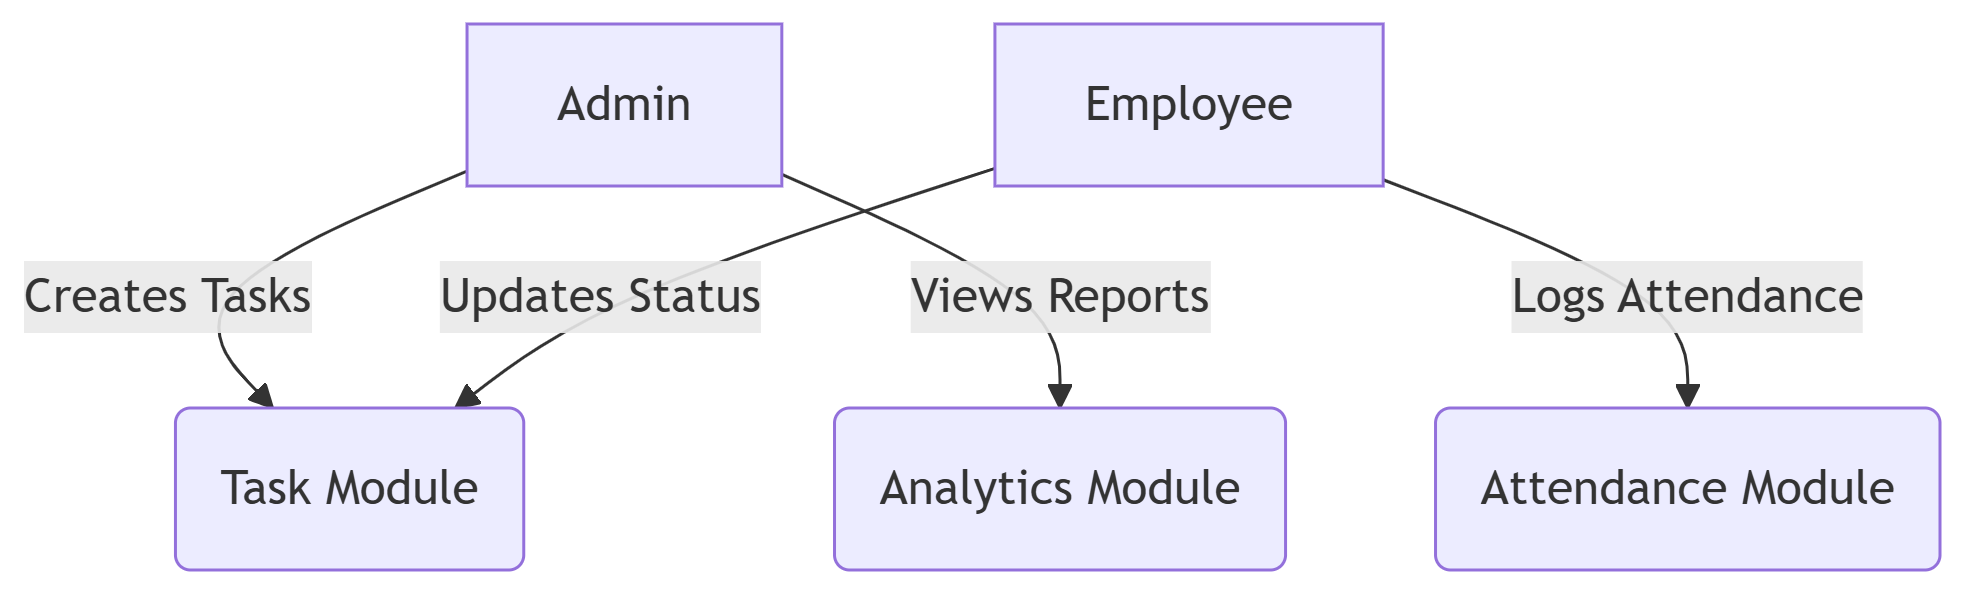 Admin
Employee
Creates Tasks
Updates Status
Views Reports
Logs Attendance
Task Module
Analytics Module
Attendance Module